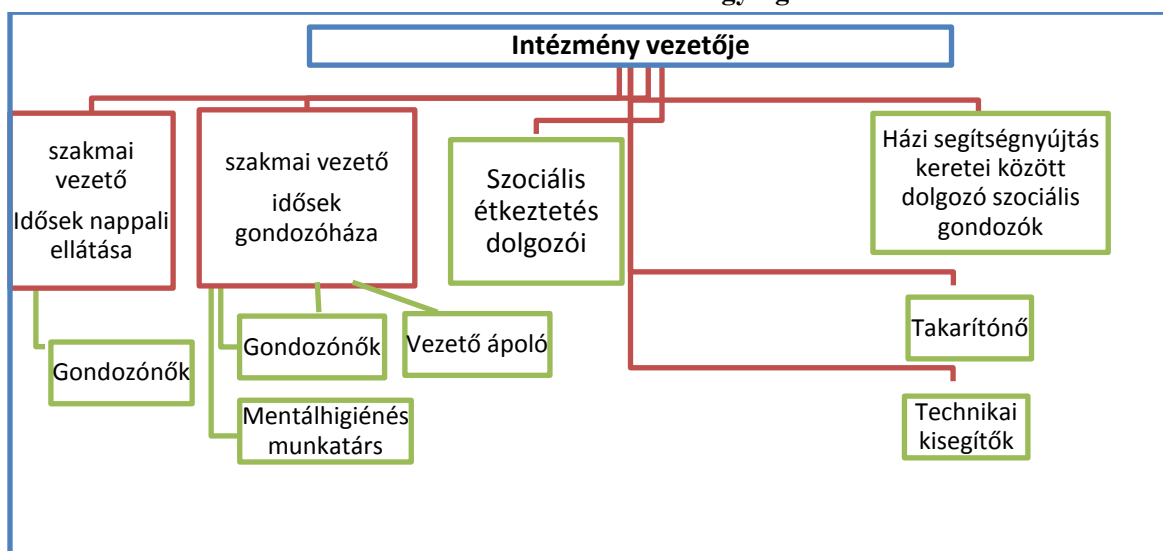 Intézmény vezetője
szakmai
vezető
Idősek nappali
ellátása
szakmai vezető
idősek
gondozóháza
Szociális
étkeztetés
dolgozói
Házi segítségnyújtás
keretei között
dolgozó szociális
gondozók
Gondozónők
Gondozónők
Vezető ápoló
Mentálhigiénés
munkatárs
Takarítónő
Technikai
kisegítők